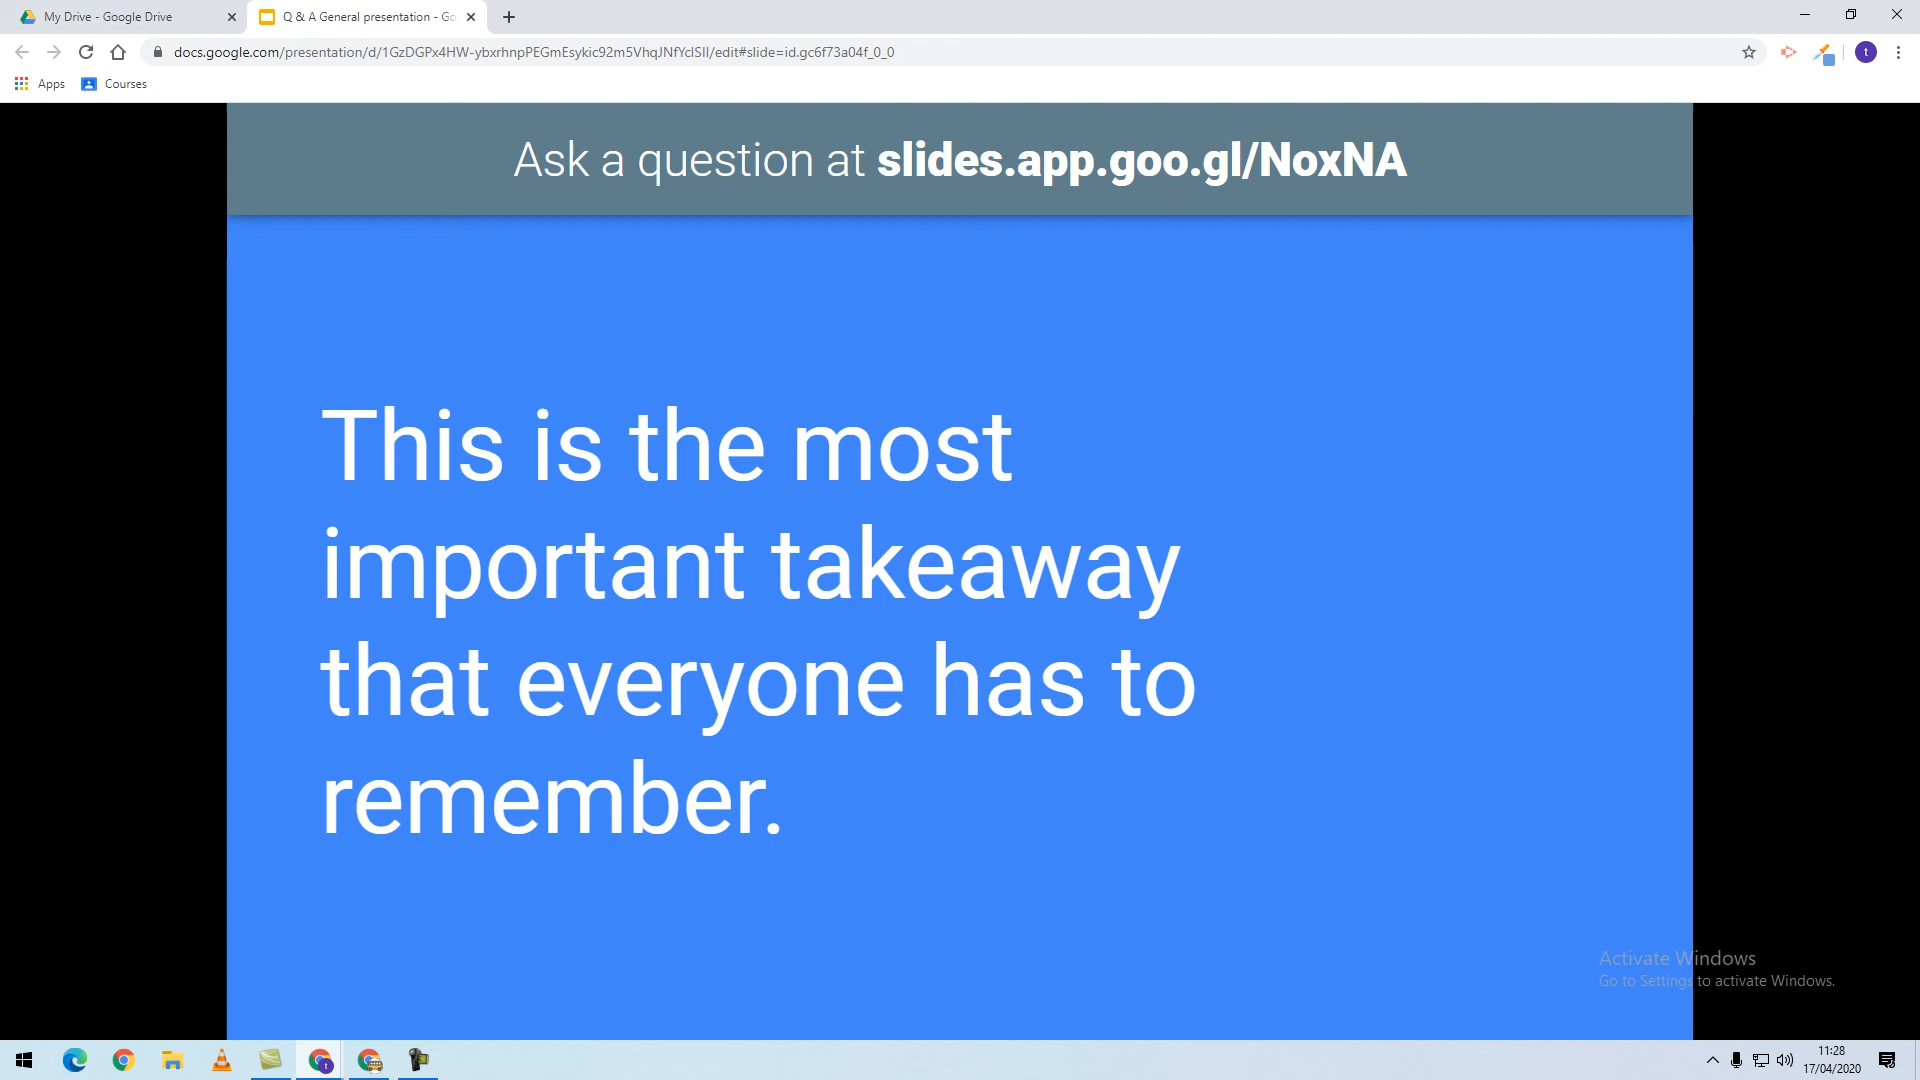 My Drive - Google Drive
Q & A General presentation - Go
docs.google.com/presentation/d/1GzDGPx4HW-ybxrhnpPEGmEsykic92m5VhqJNfYclSII/edit#slide=id.gc6f73a04f_0_0
t
Apps
Courses
Ask a question at slides.app.goo.gl/NoxNA
This is the most
important takeaway
that everyone has to
remember.
Activate Windows
Go to Settings to activate Windows.
11:28
17/04/2020